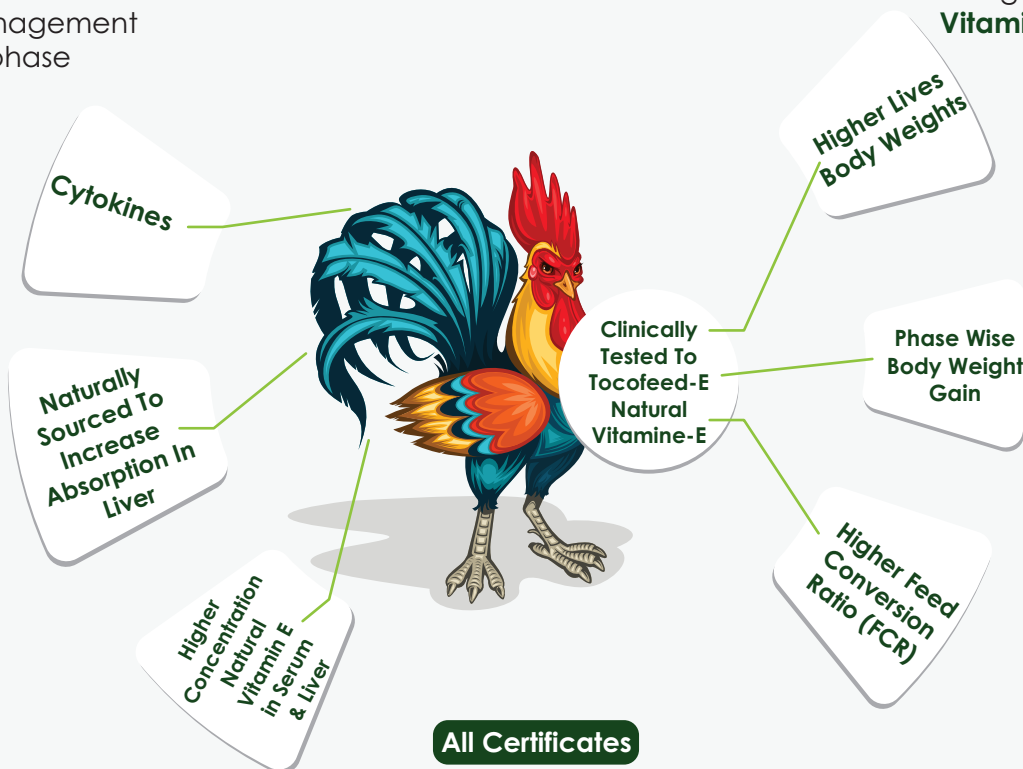 phase
Vitami
Cytokines
Naturally
Sourced To
Increase
Absorption In
Liver
Higher
Concentration
Natural
Vitamin E
in Serum
& Liver
Clinically
Tested To
Tocofeed-E
Natural
Vitamine-E
Higher Lives
Body Weights
Phase Wise
Body Weight
Gain
Higher Feed
Conversion
Ratio (FCR)
All Certificates